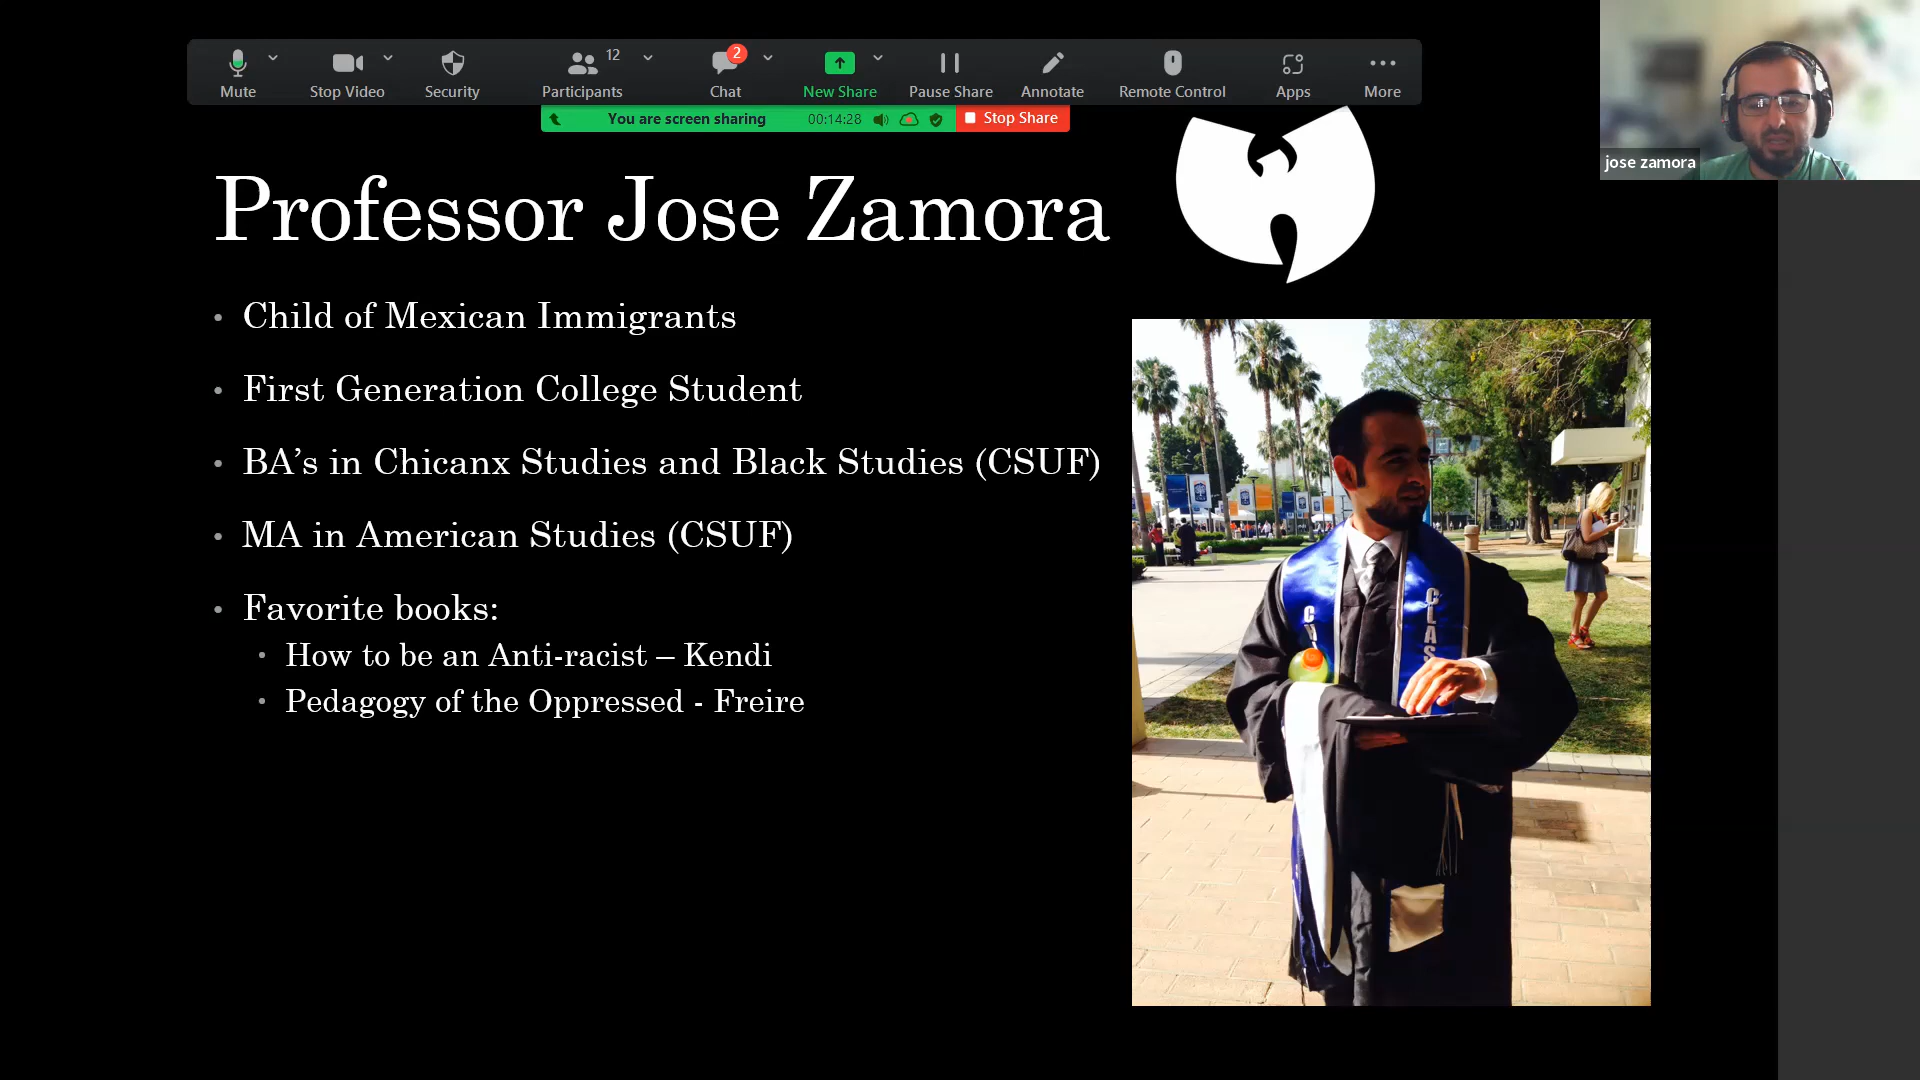 Mute
Stop Video
Security
Participants
12
Chat
2
New Share
Pause Share
Annotate
Remote Control
Apps
More
You are screen sharing
00:14:28
Stop Share
jose zamora
Professor Jose Zamora
• Child of Mexican Immigrants
• First Generation College Student
• BA’s in Chicanx Studies and Black Studies (CSUF)
• MA in American Studies (CSUF)
• Favorite books:
• How to be an Anti-racist – Kendi
• Pedagogy of the Oppressed - Freire
CLAS